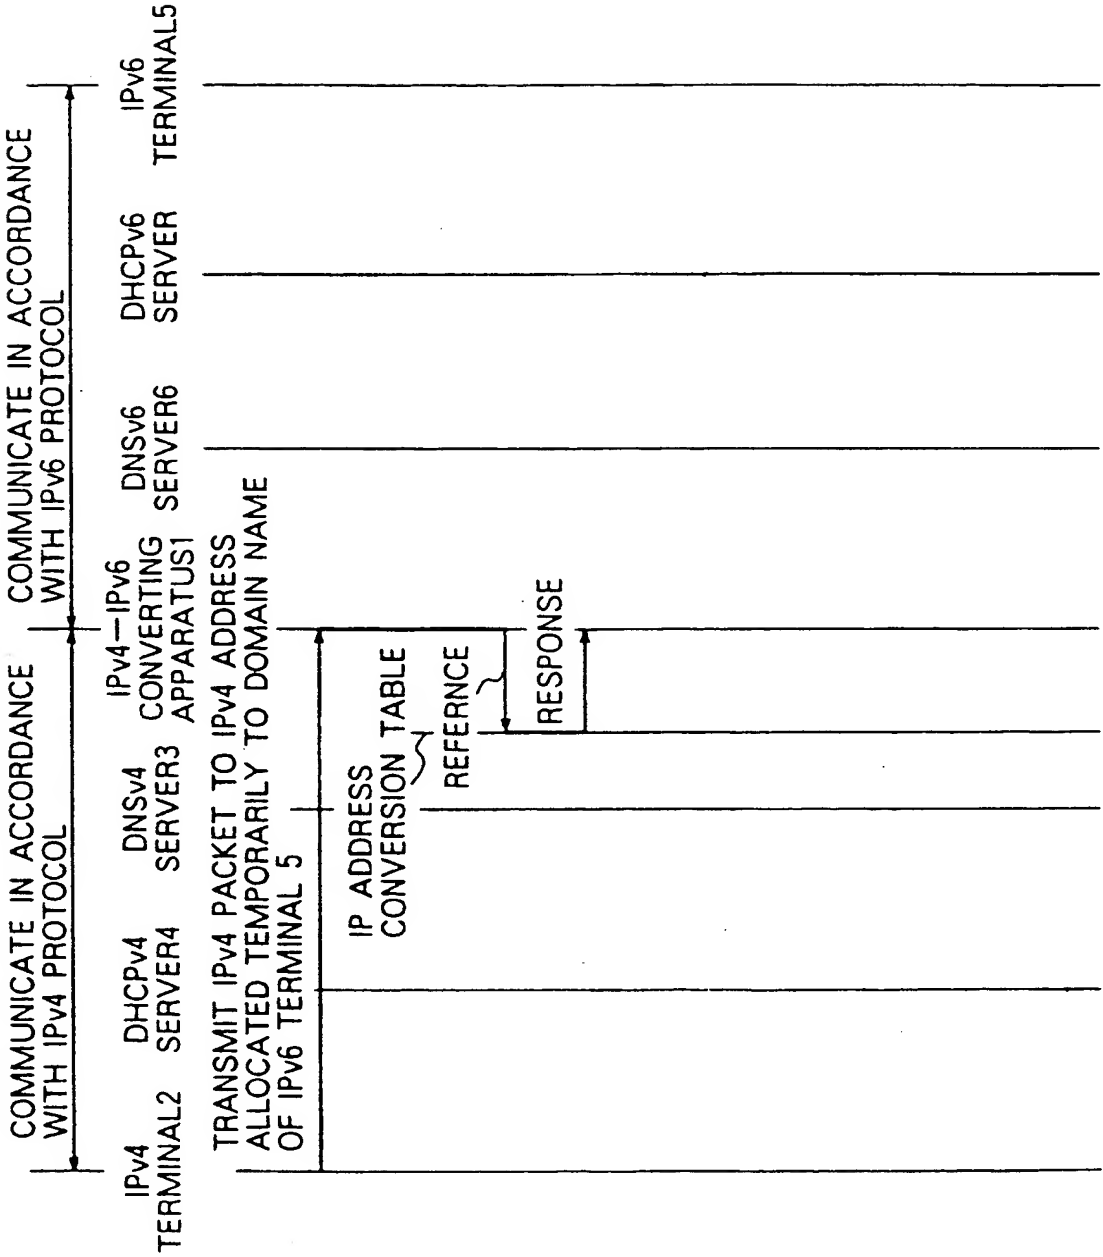 COMMUNICATE IN ACCORDANCE
WITH IPv4 PROTOCOL
COMMUNICATE IN ACCORDANCE
WITH IPv6 PROTOCOL
IPv4
TERMINAL2
DHCPv4
SERVER4
DNSv4
SERVER3
IPv4—IPv6
CONVERTING
APPARATUS1
DNSv6
SERVER6
DHCPv6
SERVER
IPv6
TERMINAL5
TRANSMIT IPv4 PACKET TO IPv4 ADDRESS
ALLOCATED TEMPORARILY TO DOMAIN NAME
OF IPv6 TERMINAL 5
IP ADDRESS
CONVERSION TABLE
REFERNCE
RESPONSE